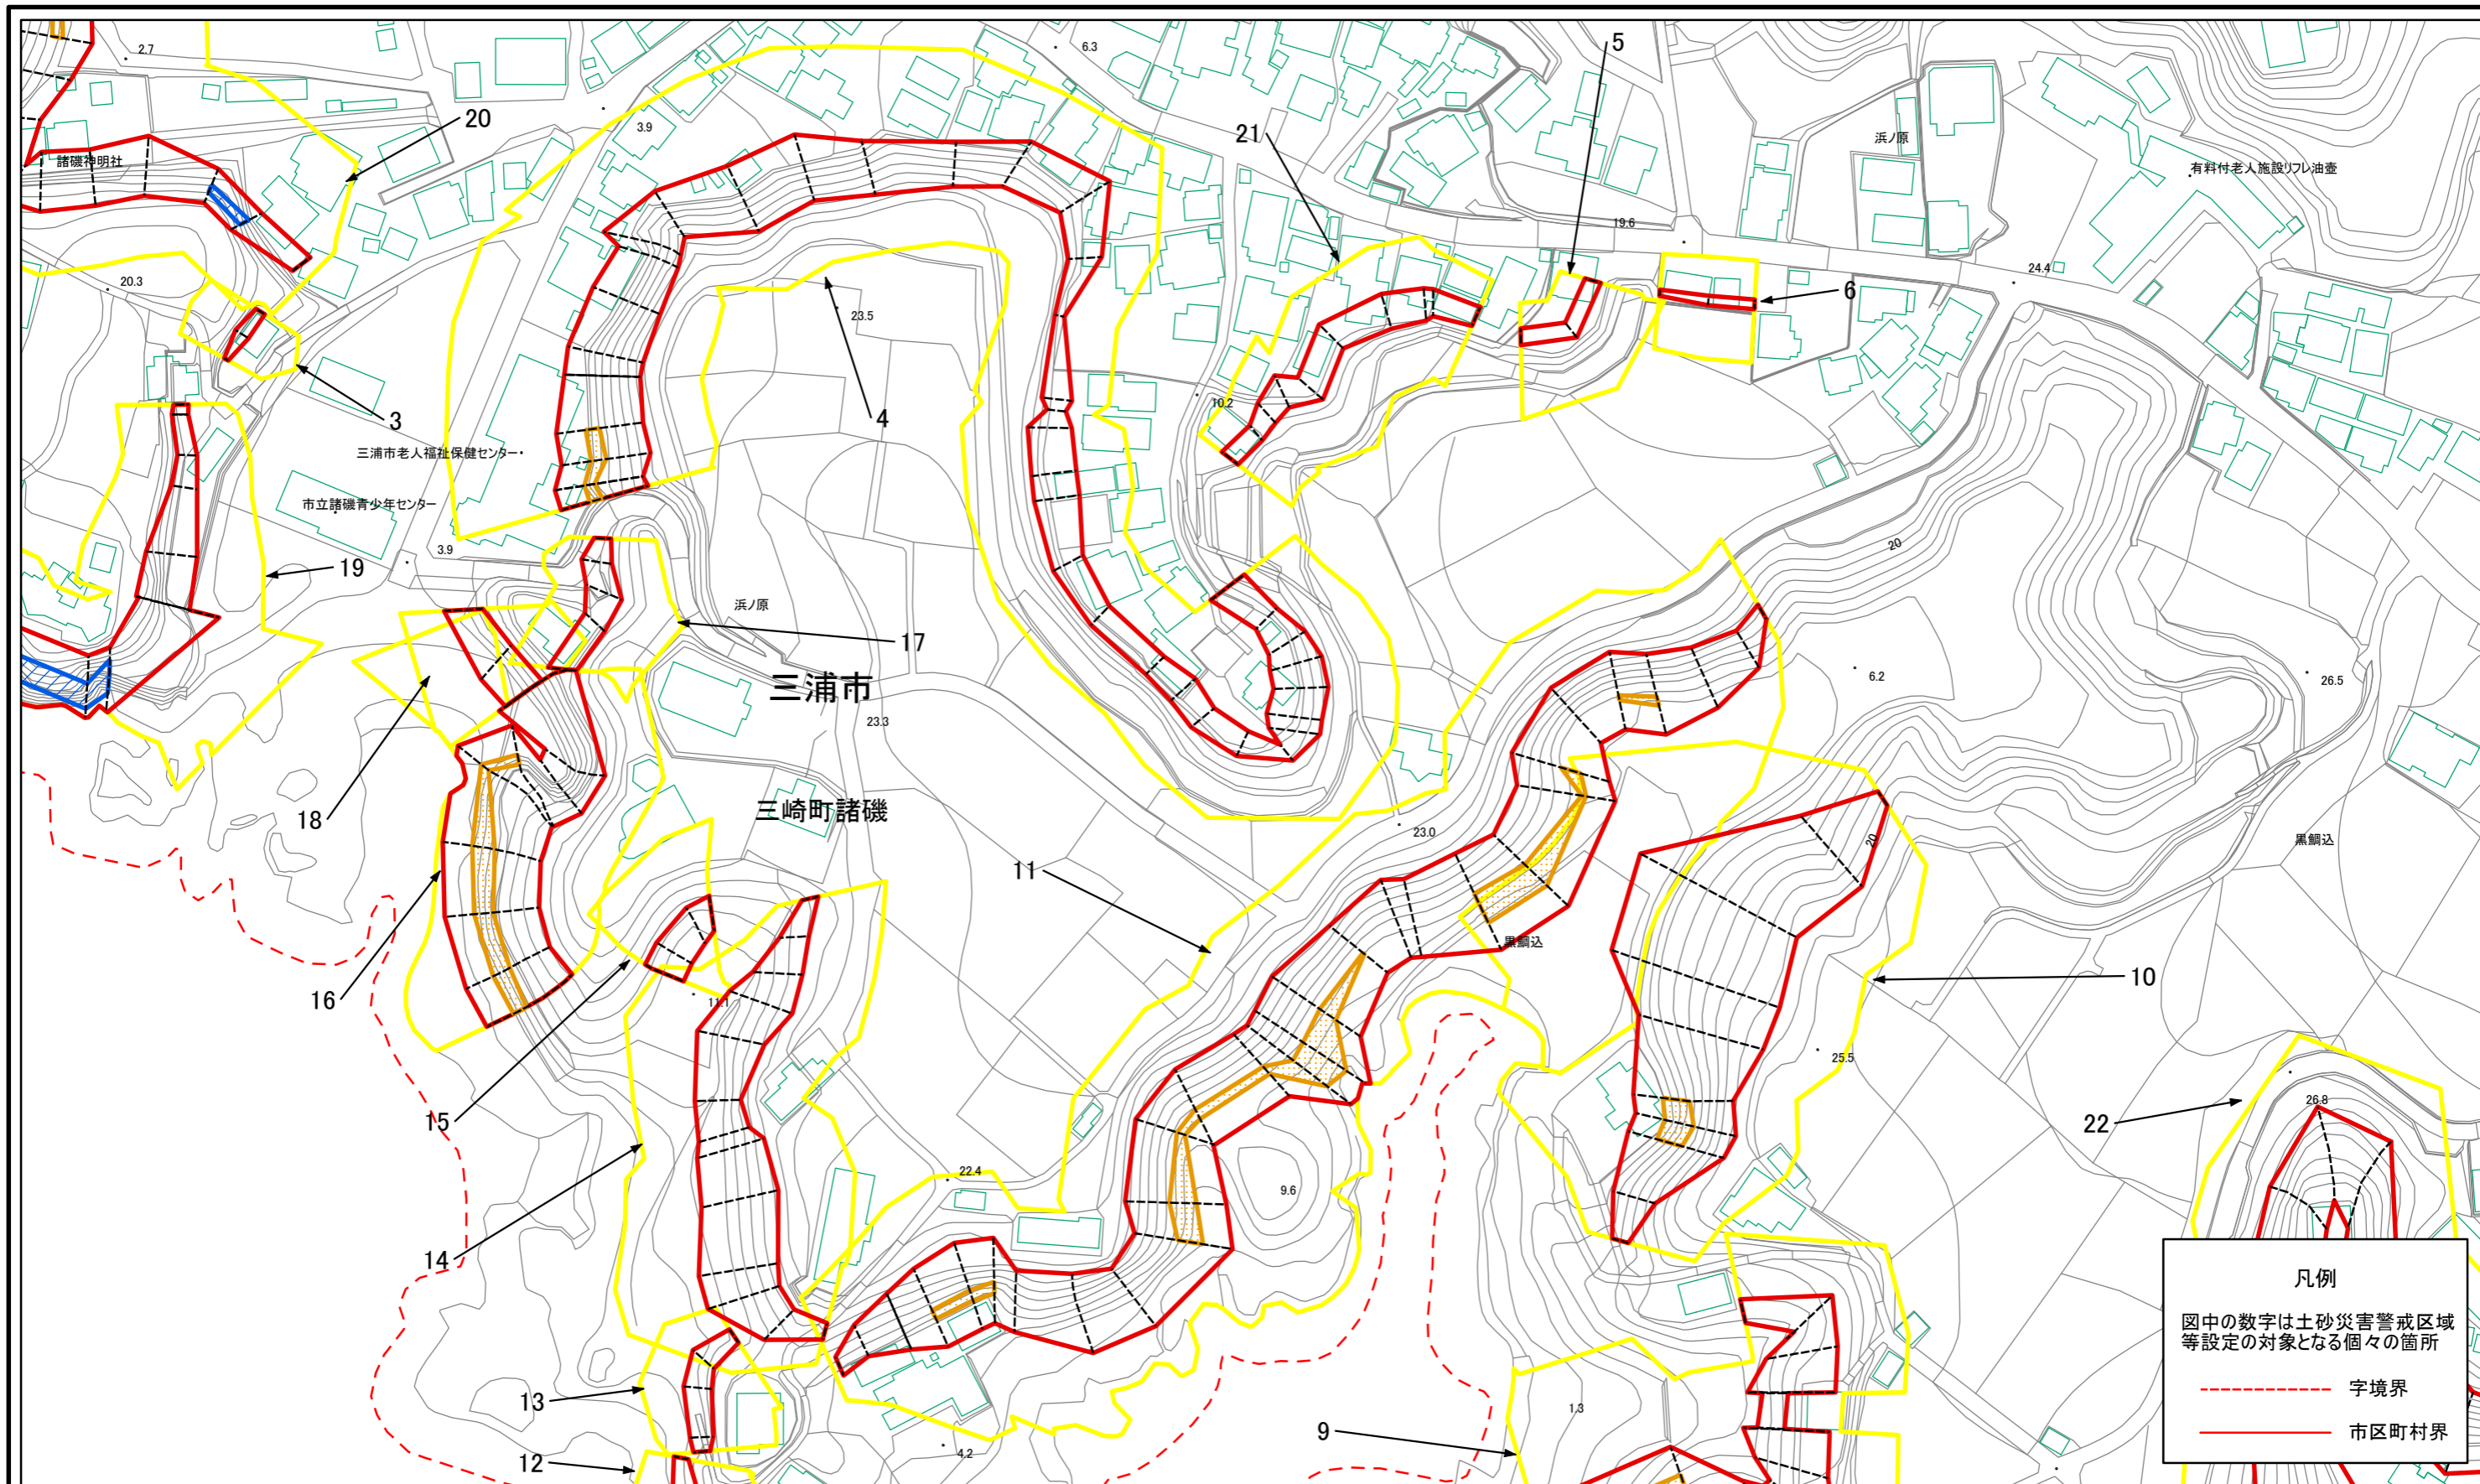 2.7
6.3
5
20
3.9
21
浜ノ原
諸磯神明社
有料付老人施設リフレ油壷
19.6
20.3
24.4
6
23.5
3
4
10.2
三浦市老人福祉保健センター
市立諸磯青少年センター
3.9
20
19
浜ノ原
17
三浦市
6.2
26.5
23.3
18
三崎町諸磯
23.0
20
黒鯛込
11
黒鯛込
16
11.1
10
25.5
15
22
26.8
22.4
9.6
14
凡例
図中の数字は土砂災害警戒区域
等設定の対象となる個々の箇所
字境界
市区町村界
13
1.3
9
4.2
12